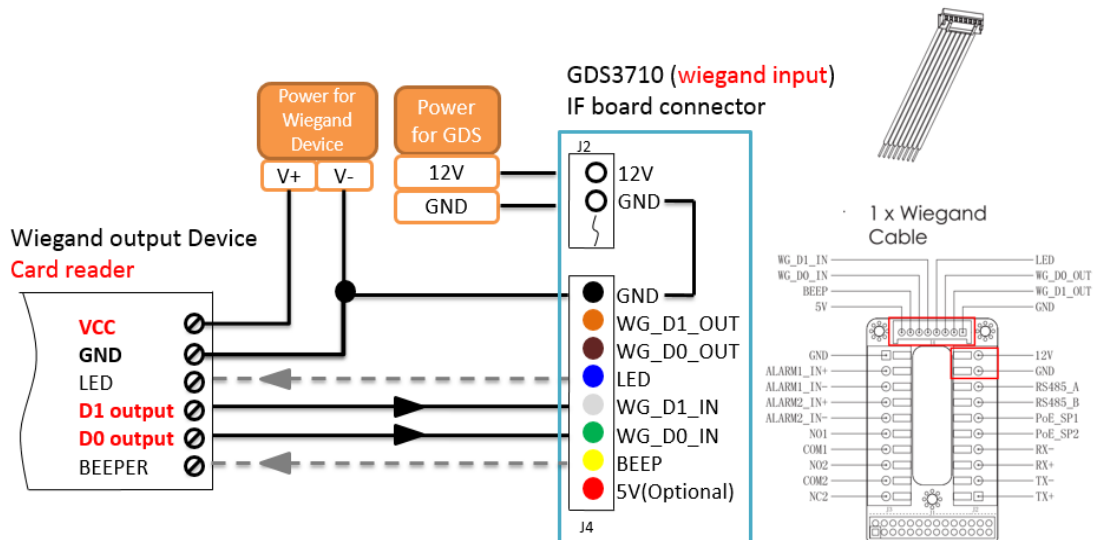 GDS3710 (wiegand input)
IF board connector
Power for
Wiegand
Device
V+
V-
Power
for GDS
12V
GND
J2
12V
GND
Wiegand output Device
Card reader
VCC
GND
LED
D1 output
D0 output
BEEPER
GND
WG_D1_OUT
WG_D0_OUT
LED
WG_D1_IN
WG_D0_IN
BEEP
5V(Optional)
J4
1 x Wiegand
Cable
WG_D1_IN
WG_D0_IN
BEEP
5V
LED
WG_D0_OUT
WG_D1_OUT
GND
GND
ALARM1_IN+
ALARM1_IN-
ALARM2_IN+
ALARM2_IN-
NO1
COM1
NO2
COM2
NC2
12V
GND
RS485_A
RS485_B
PoE_SP1
PoE_SP2
RX-
RX+
TX-
TX+
J3
J2